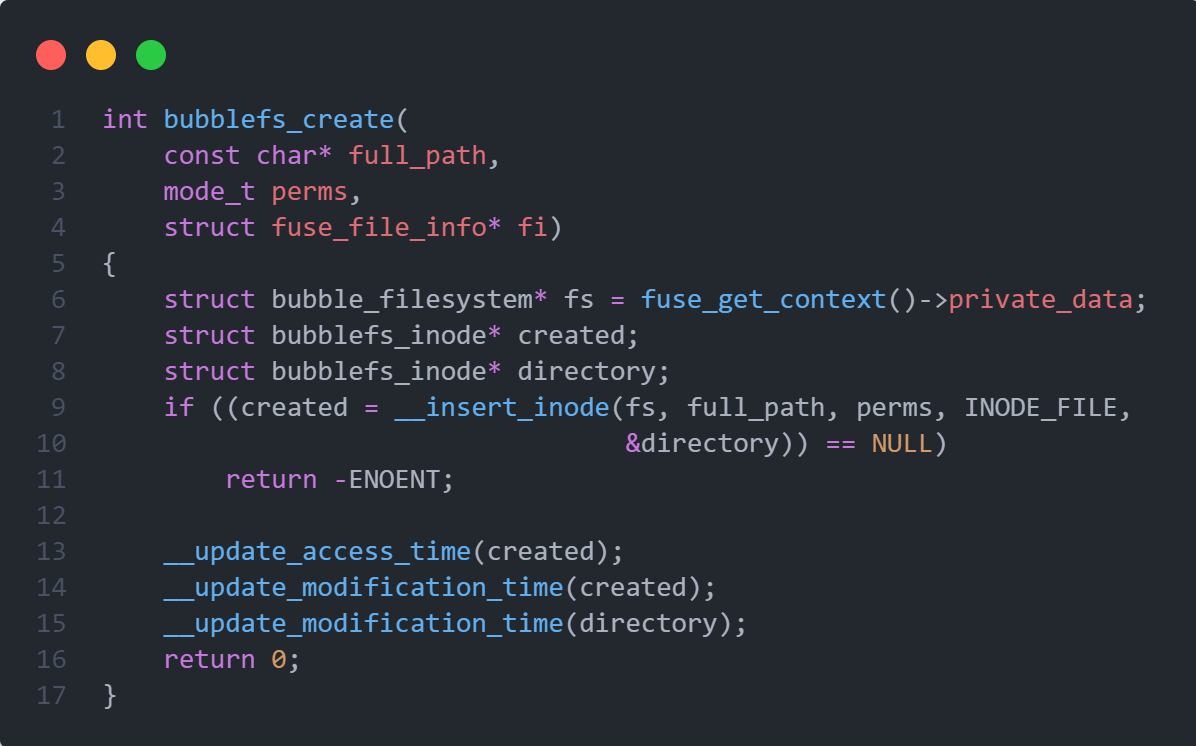 1 int bubblefs_create(
2     const char* full_path,
3     mode_t perms,
4     struct fuse_file_info* fi)
5 {
6     struct bubble_filesystem* fs = fuse_get_context()->private_data;
7     struct bubblefs_inode* created;
8     struct bubblefs_inode* directory;
9     if ((created = __insert_inode(fs, full_path, perms, INODE_FILE,
10                                   &directory)) == NULL)
11         return -ENOENT;
12
13     __update_access_time(created);
14     __update_modification_time(created);
15     __update_modification_time(directory);
16     return 0;
17 }